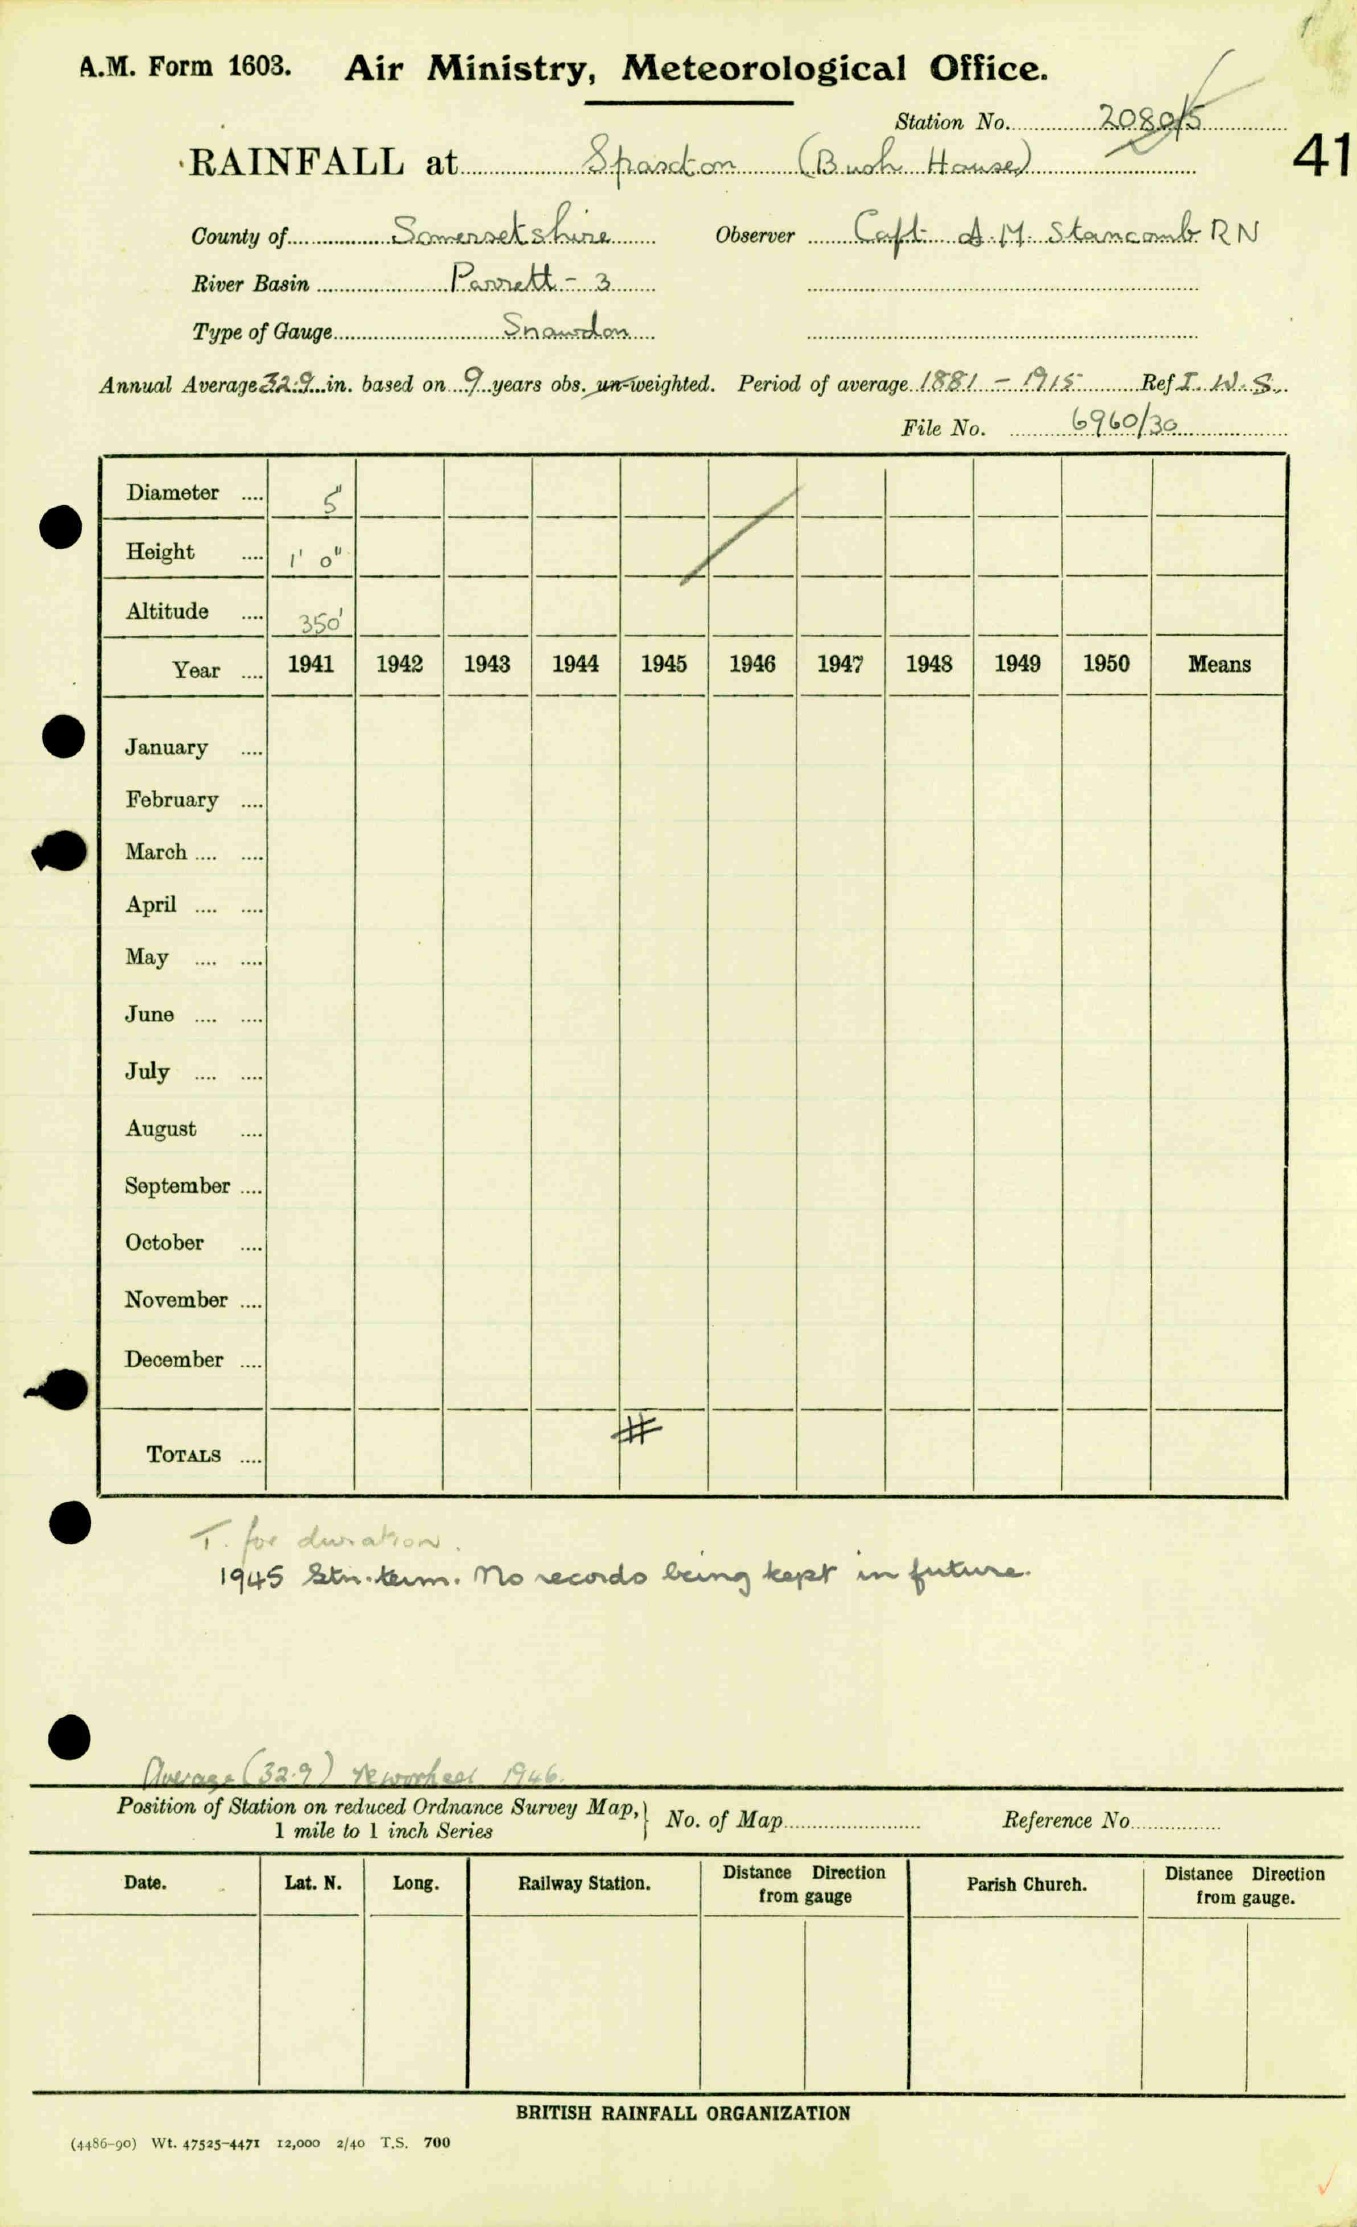 A.M. Form 1603. Air Ministry, Meteorological Office.
Station No. 2080/5
41
RAINFALL at Spaxton (Bush House)
County of Somersetshire Observer Capt. A.M. Stancomb RN
River Basin Parrett - 3
Type of Gauge Snowdon
Annual Average 32.9 in. based on 9 years obs. un-weighted. Period of average 1881 - 1915 Ref I. W. S.
File No. 6960/30
Diameter .... 5"
Height .... 1' 0"
Altitude .... 350'
Year .... 1941 1942 1943 1944 1945 1946 1947 1948 1949 1950 Means
January ....
February ....
March .... ....
April .... ....
May .... ....
June .... ....
July .... ....
August ....
September ....
October ....
November ....
December ....
TOTALS .... #
T. for duration.
1945 Stn. term. No records being kept in future.
Average (32.9) reworked 1946.
Position of Station on reduced Ordnance Survey Map, } No. of Map Reference No
1 mile to 1 inch Series
Date. Lat. N. Long. Railway Station. Distance Direction from gauge Parish Church. Distance Direction from gauge.
BRITISH RAINFALL ORGANIZATION
(4486-90) Wt. 47525-4471 12,000 2/40 T.S. 700